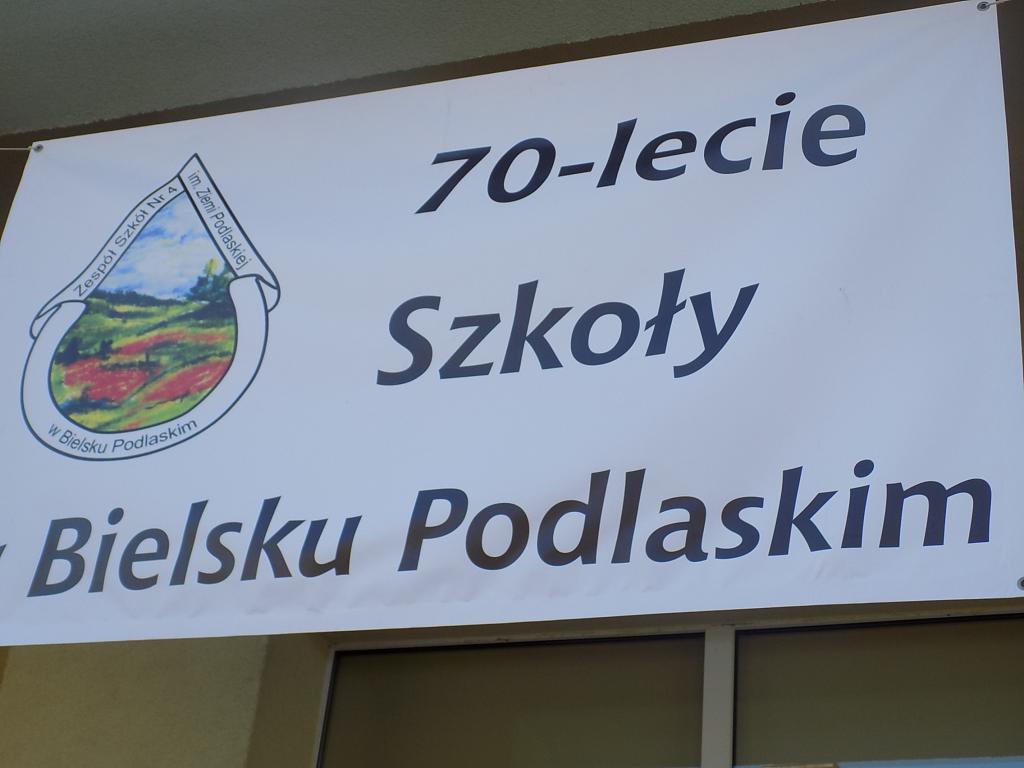 Zespół Szkół Nr 4
im. Ziemi Podlaskiej
w Bielsku Podlaskim
70-lecie
Szkoły
Bielsku Podlaskim